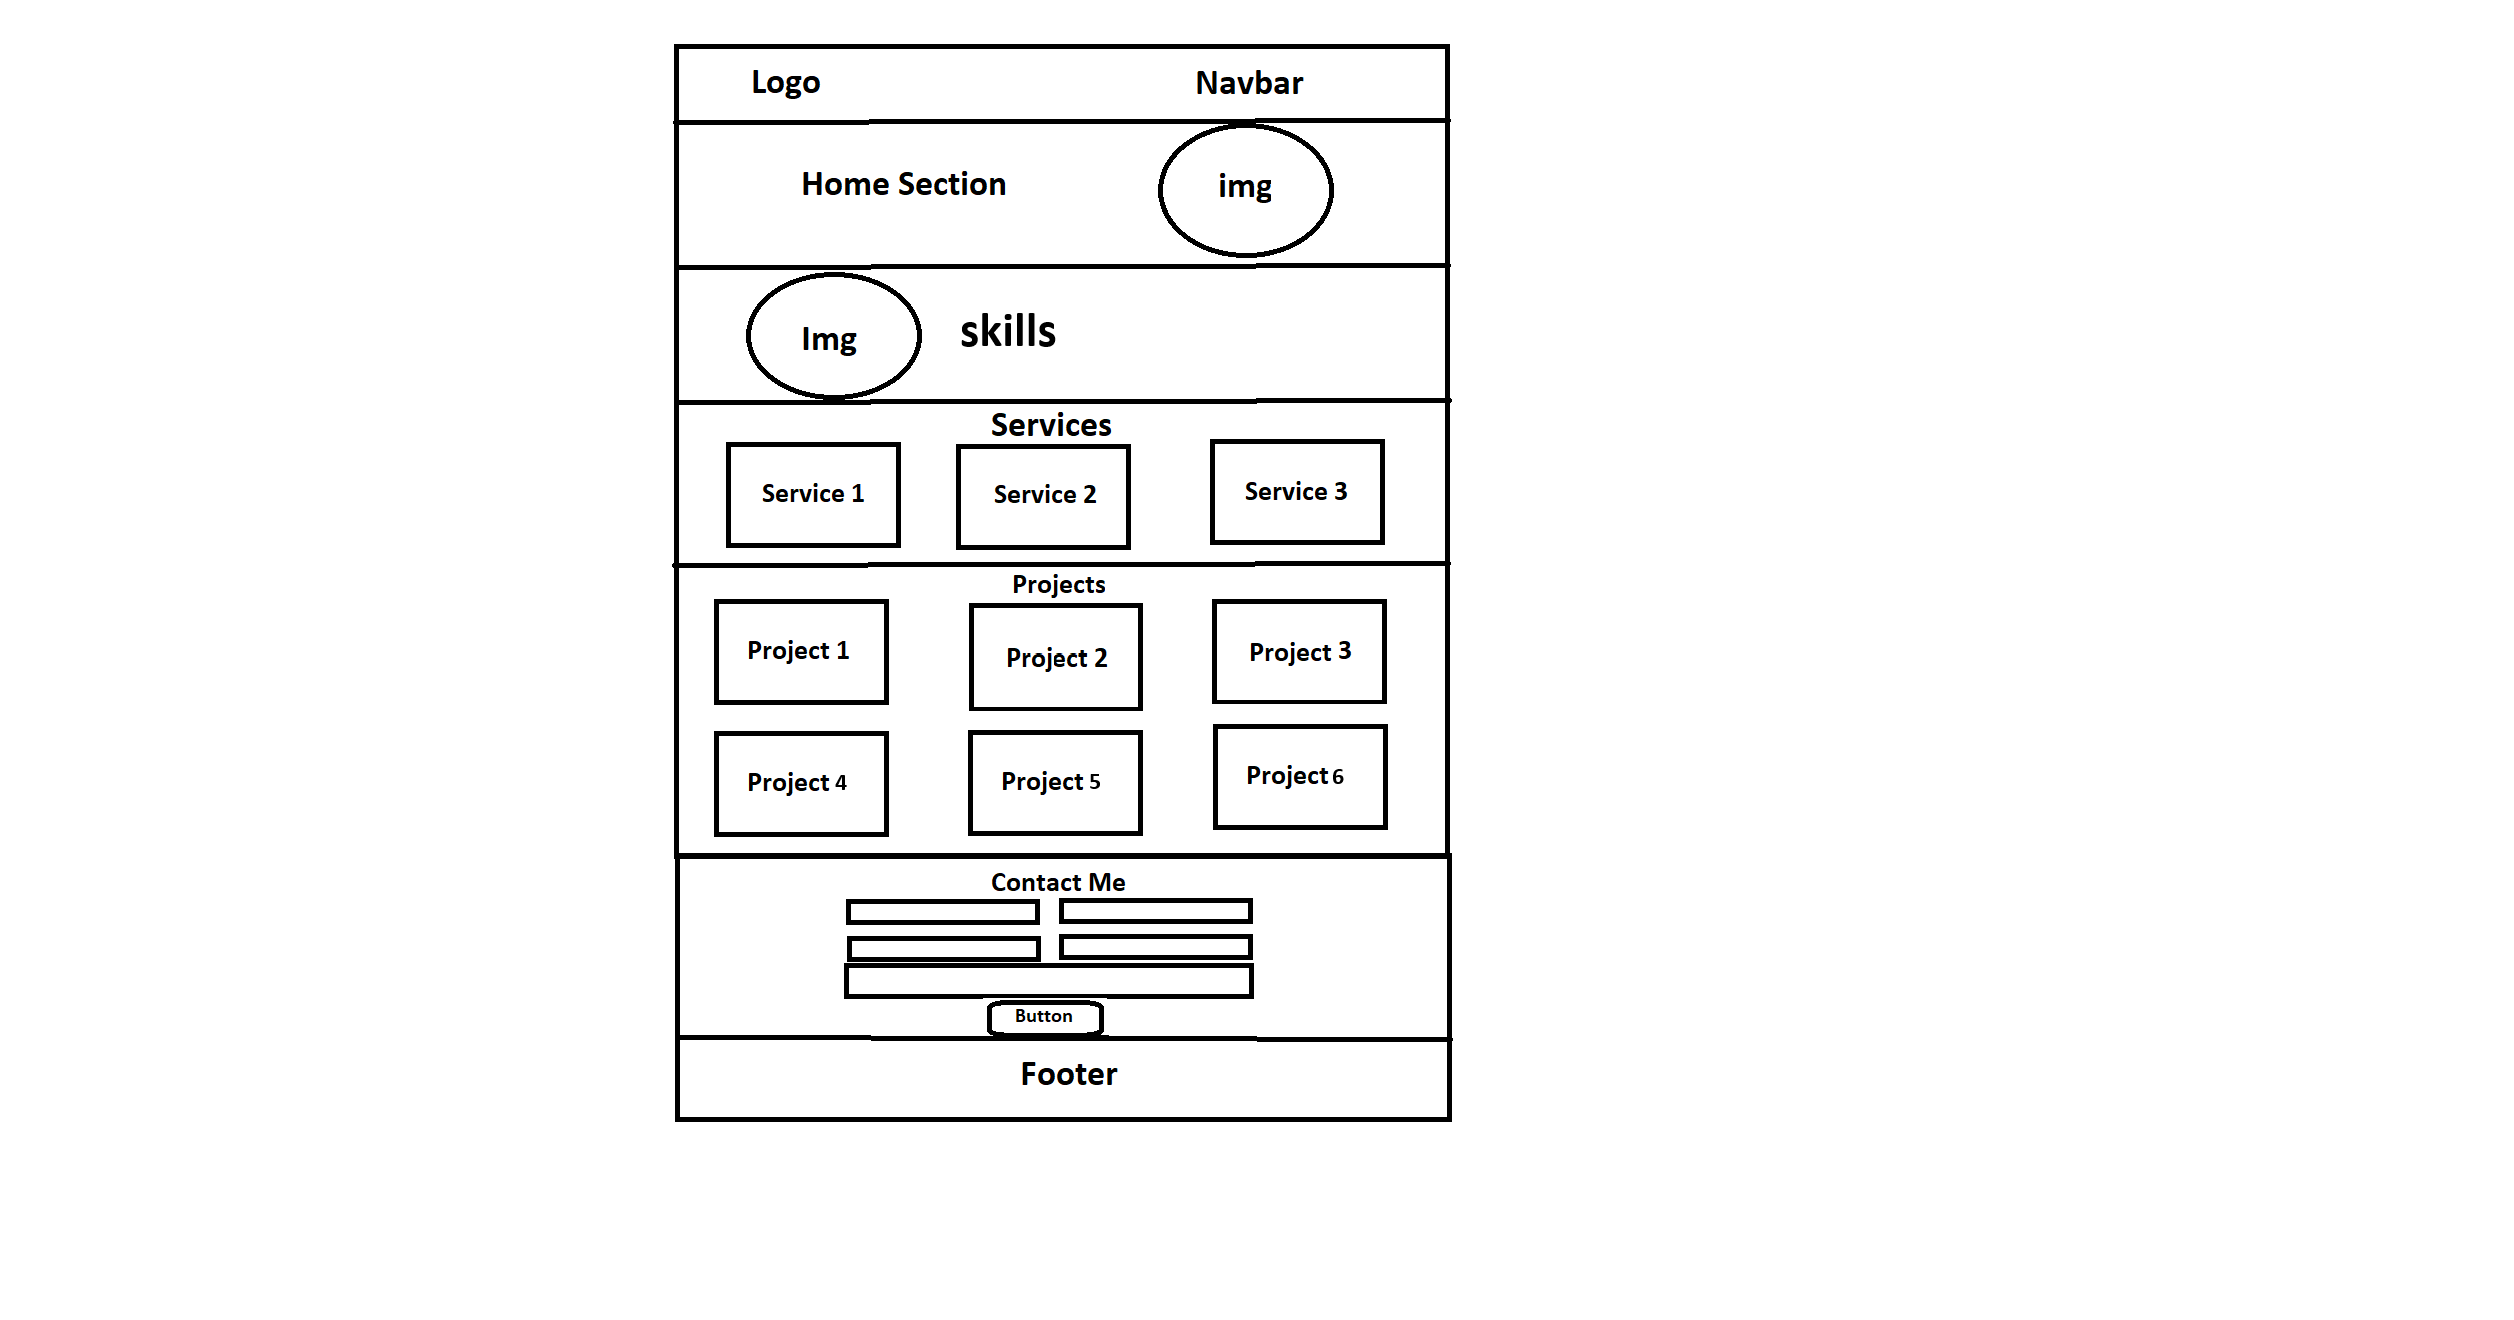 Logo Navbar
Home Section img
Img skills
Services
Service 1 Service 2 Service 3
Projects
Project 1 Project 2 Project 3
Project 4 Project 5 Project 6
Contact Me
Button
Footer